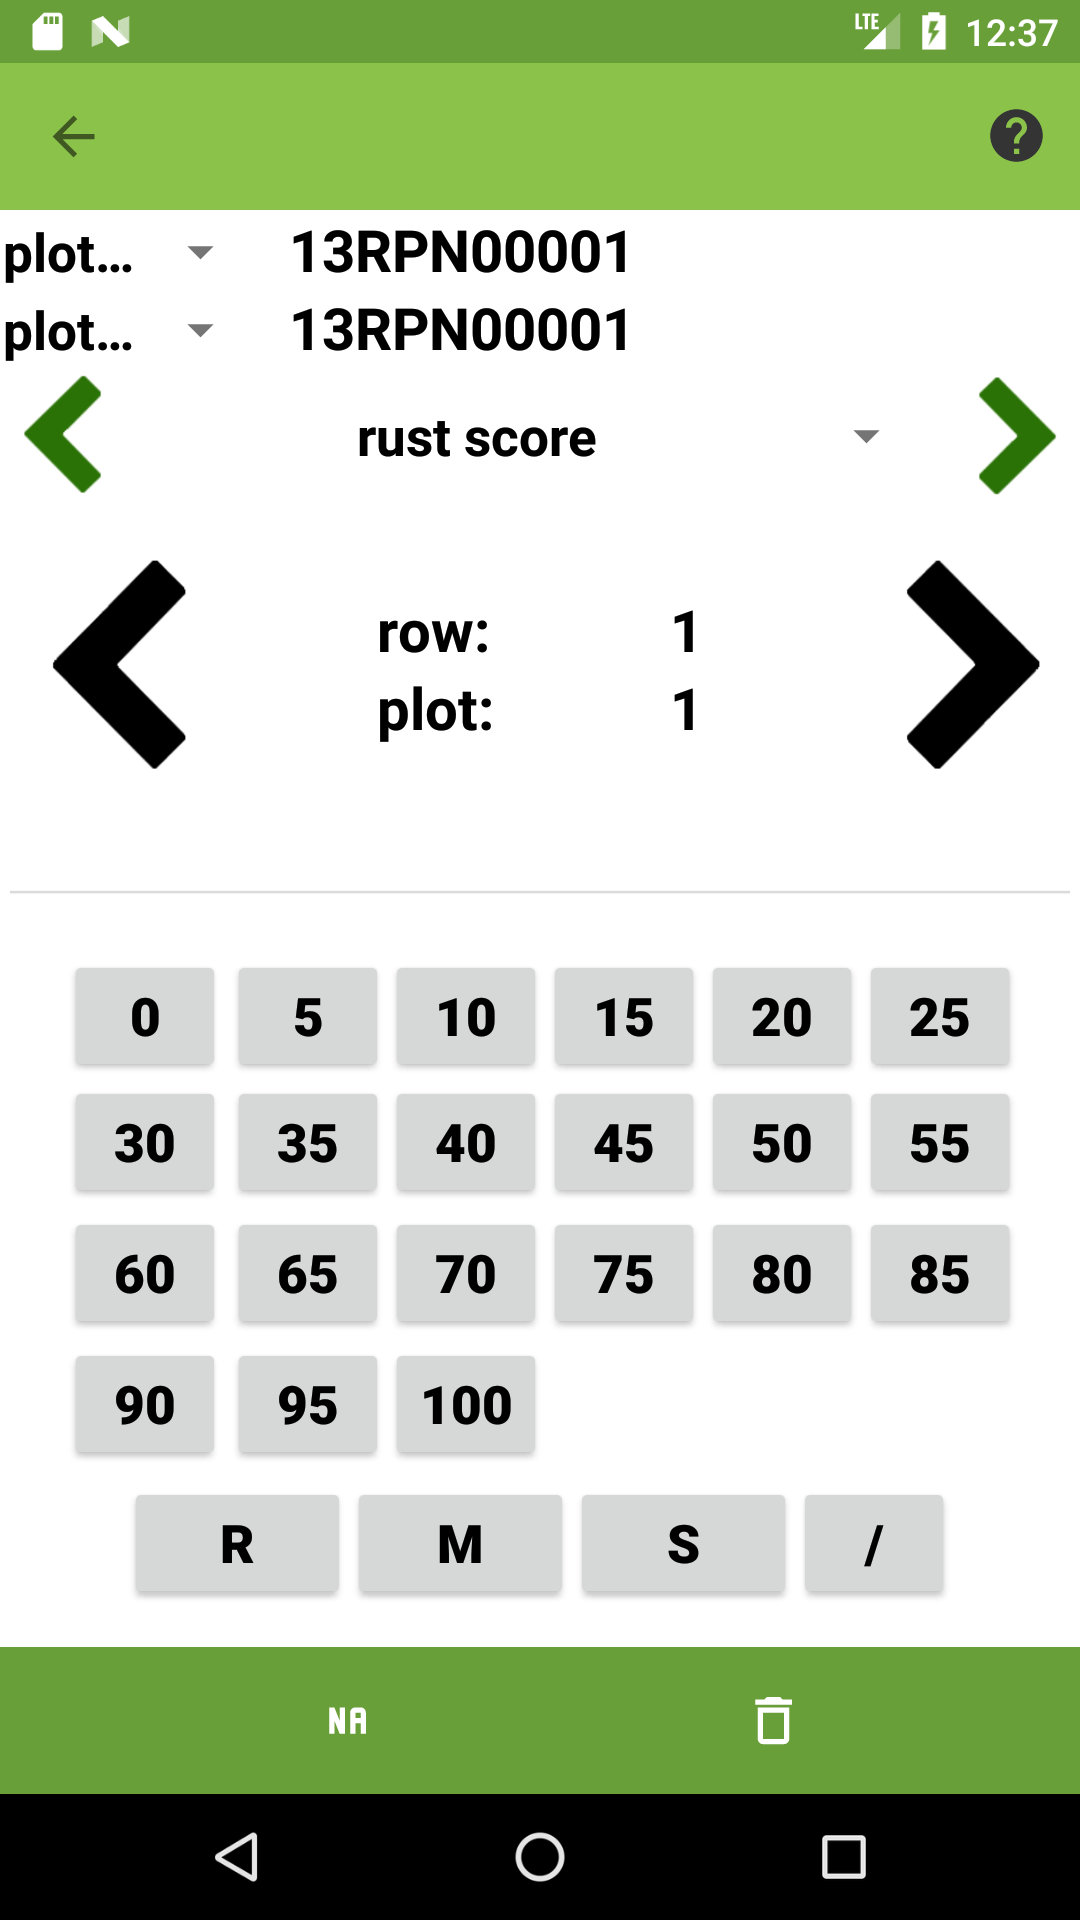 LTE 12:37
?
plot... 13RPN00001
plot... 13RPN00001
rust score
row: 1
plot: 1
0 5 10 15 20 25
30 35 40 45 50 55
60 65 70 75 80 85
90 95 100
R M S /
NA